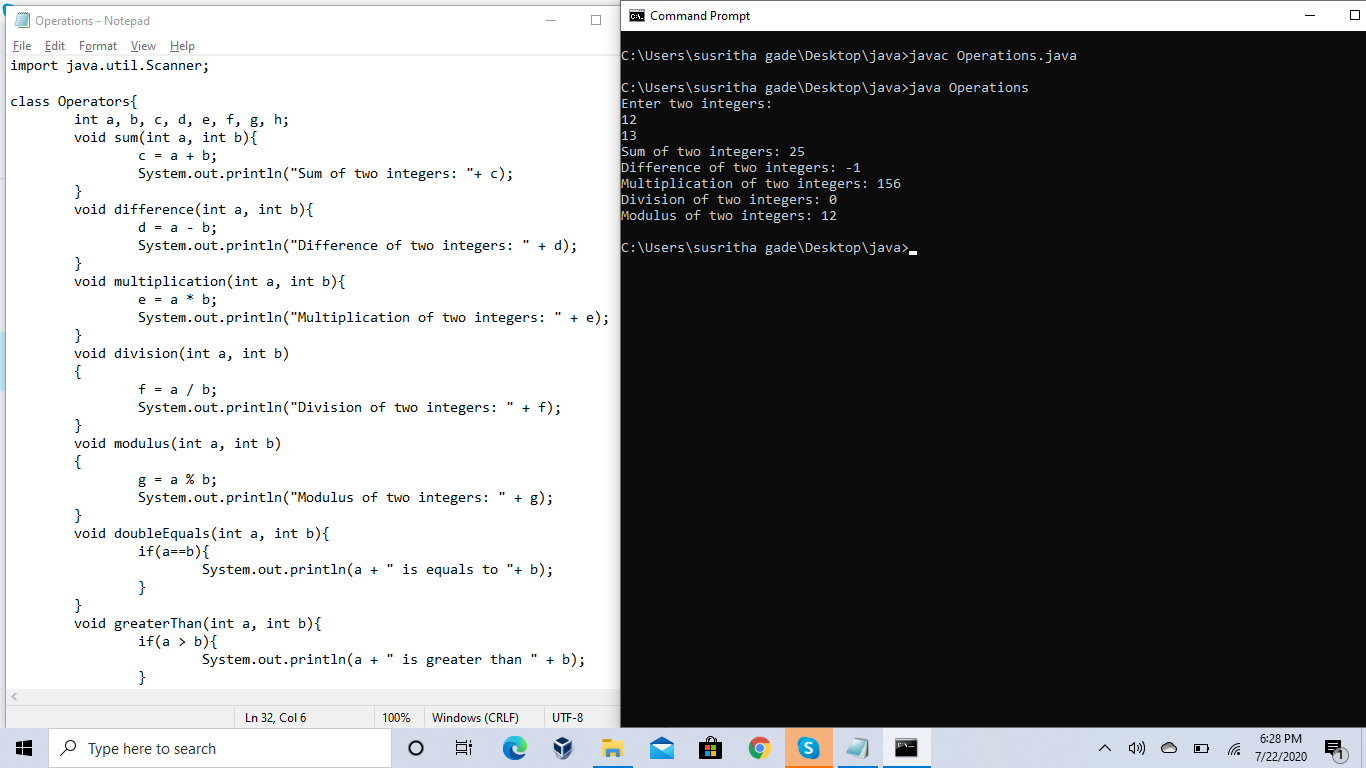 Operations - Notepad
File Edit Format View Help
import java.util.Scanner;
class Operators{
int a, b, c, d, e, f, g, h;
void sum(int a, int b){
c = a + b;
System.out.println("Sum of two integers: "+ c);
}
void difference(int a, int b){
d = a - b;
System.out.println("Difference of two integers: " + d);
}
void multiplication(int a, int b){
e = a * b;
System.out.println("Multiplication of two integers: " + e);
}
void division(int a, int b)
{
f = a / b;
System.out.println("Division of two integers: " + f);
}
void modulus(int a, int b)
{
g = a % b;
System.out.println("Modulus of two integers: " + g);
}
void doubleEquals(int a, int b){
if(a==b){
System.out.println(a + " is equals to "+ b);
}
}
void greaterThan(int a, int b){
if(a > b){
System.out.println(a + " is greater than " + b);
}
Ln 32, Col 6 100% Windows (CRLF) UTF-8
Command Prompt
C:\Users\susritha gade\Desktop\java>javac Operations.java
C:\Users\susritha gade\Desktop\java>java Operations
Enter two integers:
12
13
Sum of two integers: 25
Difference of two integers: -1
Multiplication of two integers: 156
Division of two integers: 0
Modulus of two integers: 12
C:\Users\susritha gade\Desktop\java>
Type here to search
6:28 PM
7/22/2020
1